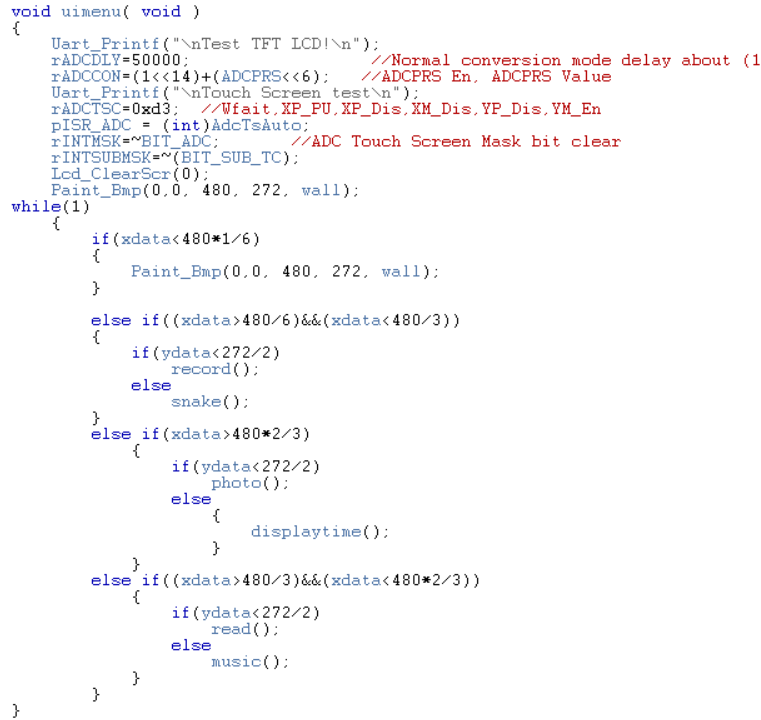 void uimenu( void )
{
    Uart_Printf("\nTest TFT LCD!\n");
    rADCDLY=50000;                  //Normal conversion mode delay about (1
    rADCCON=(1<<14)+(ADCPRS<<6);   //ADCPRS En, ADCPRS Value
    Uart_Printf("\nTouch Screen test\n");
    rADCTSC=0xd3;  //Wfait,XP_PU,XP_Dis,XM_Dis,YP_Dis,YM_En
    pISR_ADC = (int)AdcTsAuto;
    rINTMSK=~BIT_ADC;       //ADC Touch Screen Mask bit clear
    rINTSUBMSK=~(BIT_SUB_TC);
    Lcd_ClearScr(0);
    Paint_Bmp(0,0, 480, 272, wall);
while(1)
    {
        if(xdata<480*1/6)
        {
            Paint_Bmp(0,0, 480, 272, wall);
        }
        else if((xdata>480/6)&&(xdata<480/3))
        {
            if(ydata<272/2)
                record();
            else
                snake();
        }
        else if(xdata>480*2/3)
            {
                if(ydata<272/2)
                    photo();
                else
                    {
                        displaytime();
                    }
            }
        else if((xdata>480/3)&&(xdata<480*2/3))
            {
                if(ydata<272/2)
                    read();
                else
                    music();
            }
        }
}